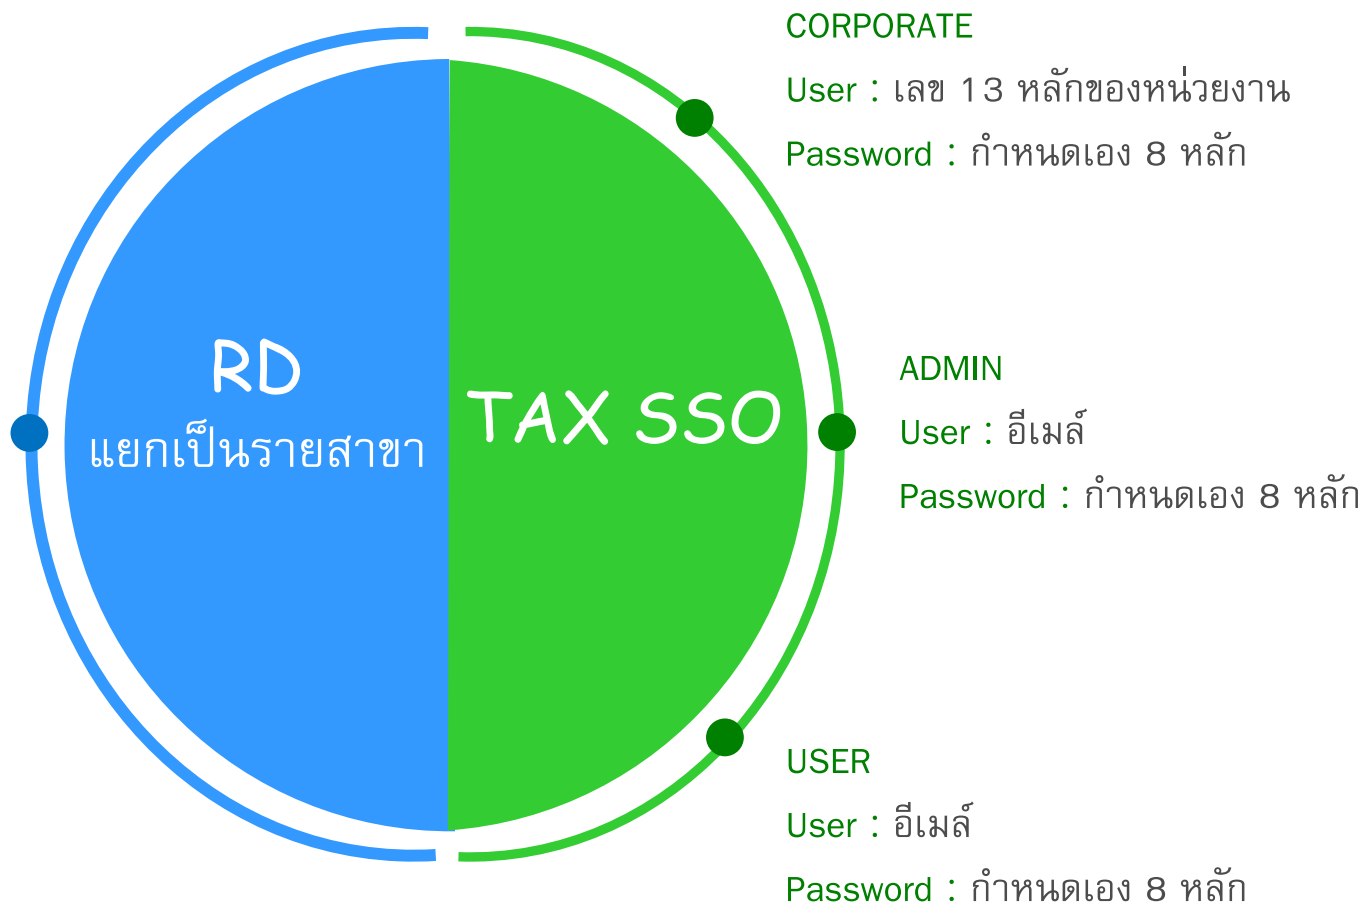 CORPORATE
User : เลข 13 หลักของหน่วยงาน
Password : กำหนดเอง 8 หลัก
RD
แยกเป็นรายสาขา
TAX SSO
ADMIN
User : อีเมล์
Password : กำหนดเอง 8 หลัก
USER
User : อีเมล์
Password : กำหนดเอง 8 หลัก